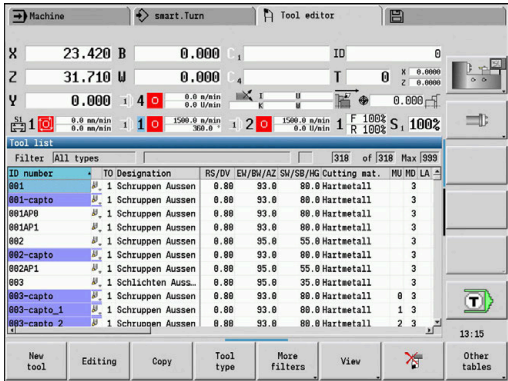 Machine smart.Turn Tool editor
X 23.420 B 0.000 C 1 ID 0
Z 31.710 W 0.000 C 4 T 0 X 0.0000
Z 0.0000
Y 0.000 4 0 0.0 m/min 0.0 U/min I U K W 0.000
S1 1 0 0.0 mm/min 0.0 mm/min 1 0 1500.0 m/min 360.0 ° 2 0 1500.0 m/min 0.0 U/min 1 F 100% R 100% S1 100%
Tool list
Filter All types 318 of 318 Max 999
ID number TO Designation RS/DV EW/BW/AZ SW/SB/HG Cutting mat. MU MD LA
001 1 Schruppen Aussen 0.80 93.0 80.0 Hartmetall 3
001-capto 1 Schruppen Aussen 0.80 93.0 80.0 Hartmetall 3
001AP0 1 Schruppen Aussen 0.80 93.0 80.0 Hartmetall 3
001AP1 1 Schruppen Aussen 0.80 93.0 80.0 Hartmetall 3
002 1 Schruppen Aussen 0.80 95.0 55.0 Hartmetall 3
002-capto 1 Schruppen Aussen 0.80 93.0 80.0 Hartmetall 3
002AP1 1 Schruppen Aussen 0.80 95.0 55.0 Hartmetall 3
003 1 Schlichten Auss… 0.80 95.0 35.0 Hartmetall 3
003-capto 1 Schruppen Aussen 0.80 93.0 80.0 Hartmetall 0 3
003-capto_1 1 Schruppen Aussen 0.80 93.0 80.0 Hartmetall 1 3
003-capto_2 1 Schruppen Aussen 0.80 93.0 80.0 Hartmetall 2 3
T
13:15
New tool
Editing
Copy
Tool type
More filters
View
Other tables